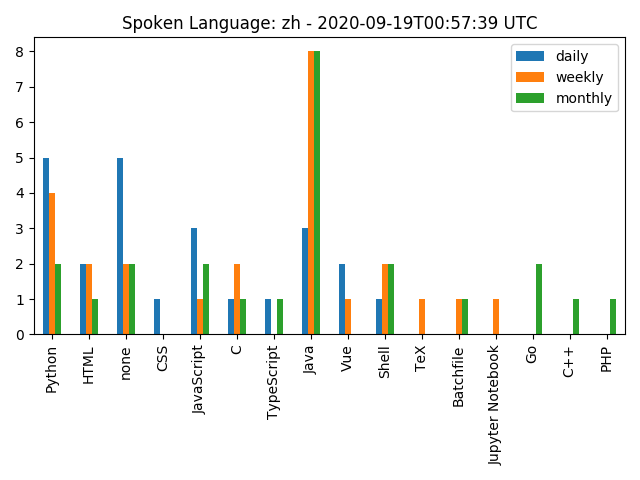 Spoken Language: zh - 2020-09-19T00:57:39 UTC
daily
weekly
monthly
8
7
6
5
4
3
2
1
0
Python
HTML
none
CSS
JavaScript
C
TypeScript
Java
Vue
Shell
TeX
Batchfile
Jupyter Notebook
Go
C++
PHP